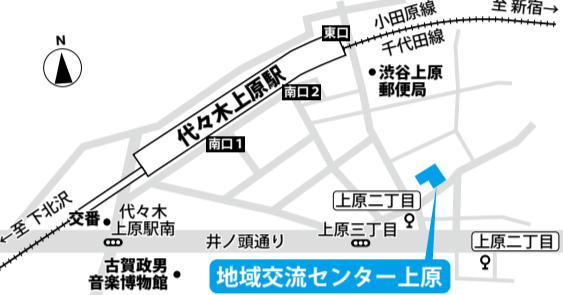 至 新宿→
小田原線
千代田線
N
東口
渋谷上原
郵便局
代々木上原駅
南口2
南口1
←至 下北沢
交番
代々木
上原駅南
上原二丁目
井ノ頭通り
上原三丁目
上原二丁目
古賀政男
音楽博物館
地域交流センター上原